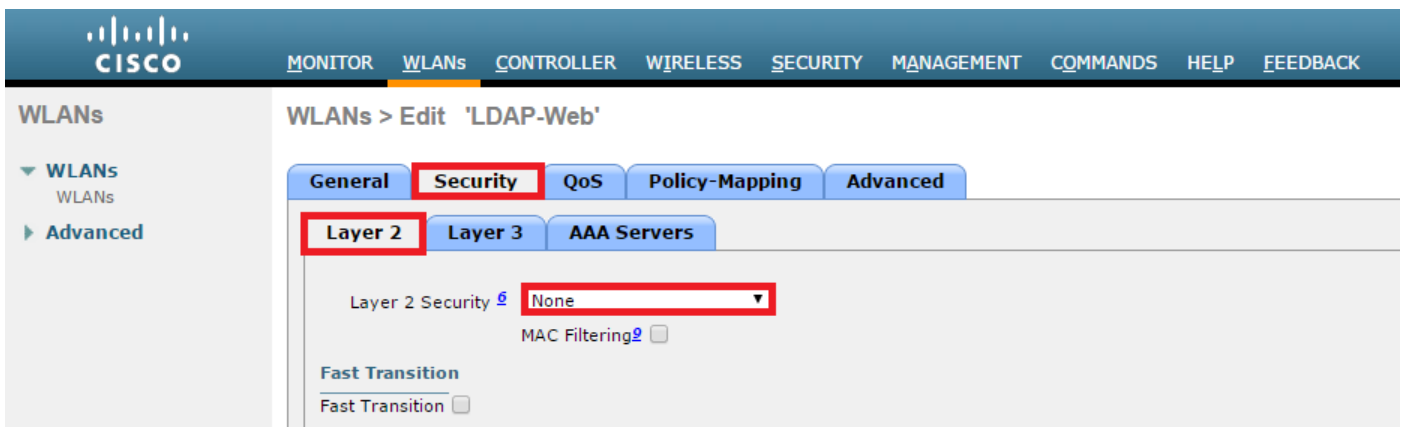 CISCO
MONITOR WLANs CONTROLLER WIRELESS SECURITY MANAGEMENT COMMANDS HELP FEEDBACK
WLANs
WLANs > Edit 'LDAP-Web'
WLANs
WLANs
Advanced
General Security QoS Policy-Mapping Advanced
Layer 2 Layer 3 AAA Servers
Layer 2 Security 6 None
MAC Filtering 9
Fast Transition
Fast Transition